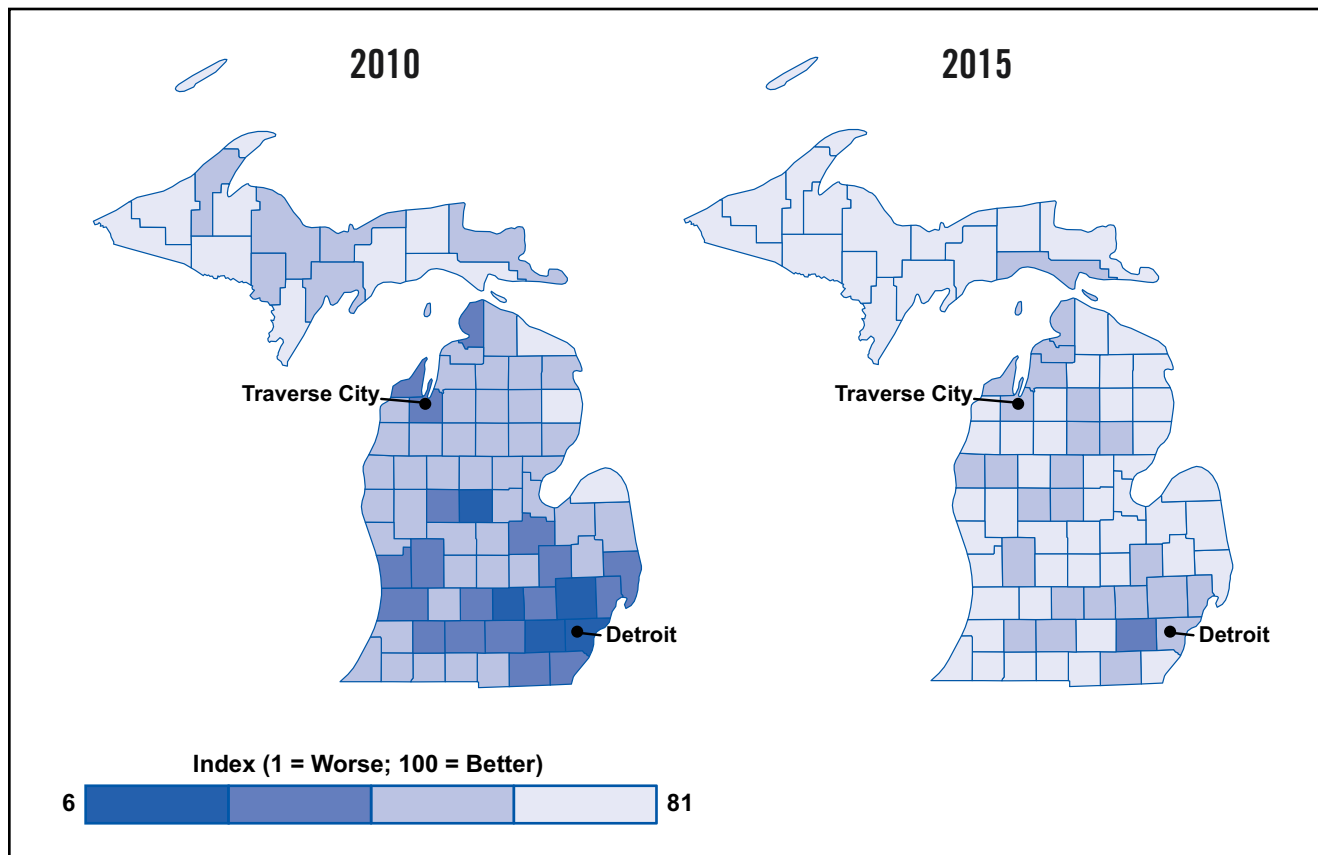 2010
2015
Traverse City
Traverse City
Detroit
Detroit
Index (1 = Worse; 100 = Better)
6
81